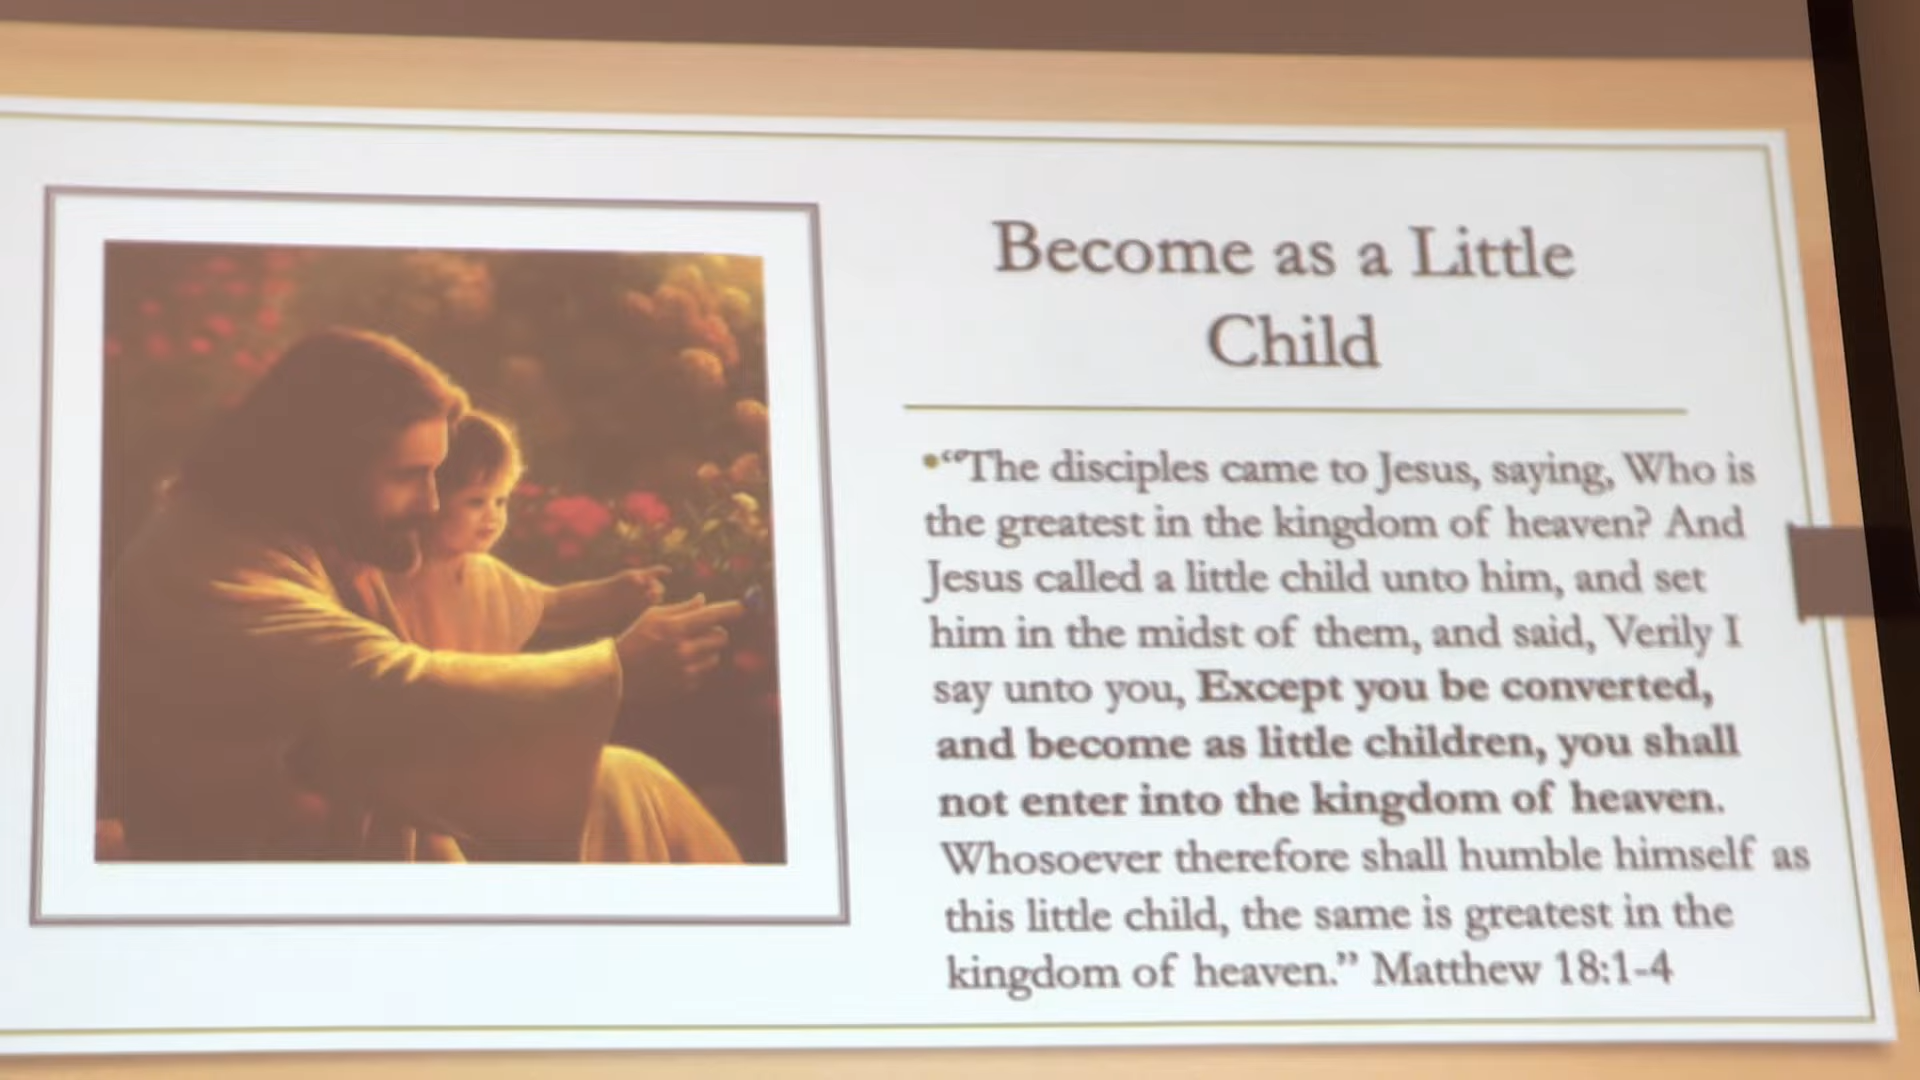 Become as a Little
Child
•“The disciples came to Jesus, saying, Who is
the greatest in the kingdom of heaven? And
Jesus called a little child unto him, and set
him in the midst of them, and said, Verily I
say unto you, Except you be converted,
and become as little children, you shall
not enter into the kingdom of heaven.
Whosoever therefore shall humble himself as
this little child, the same is greatest in the
kingdom of heaven.” Matthew 18:1-4